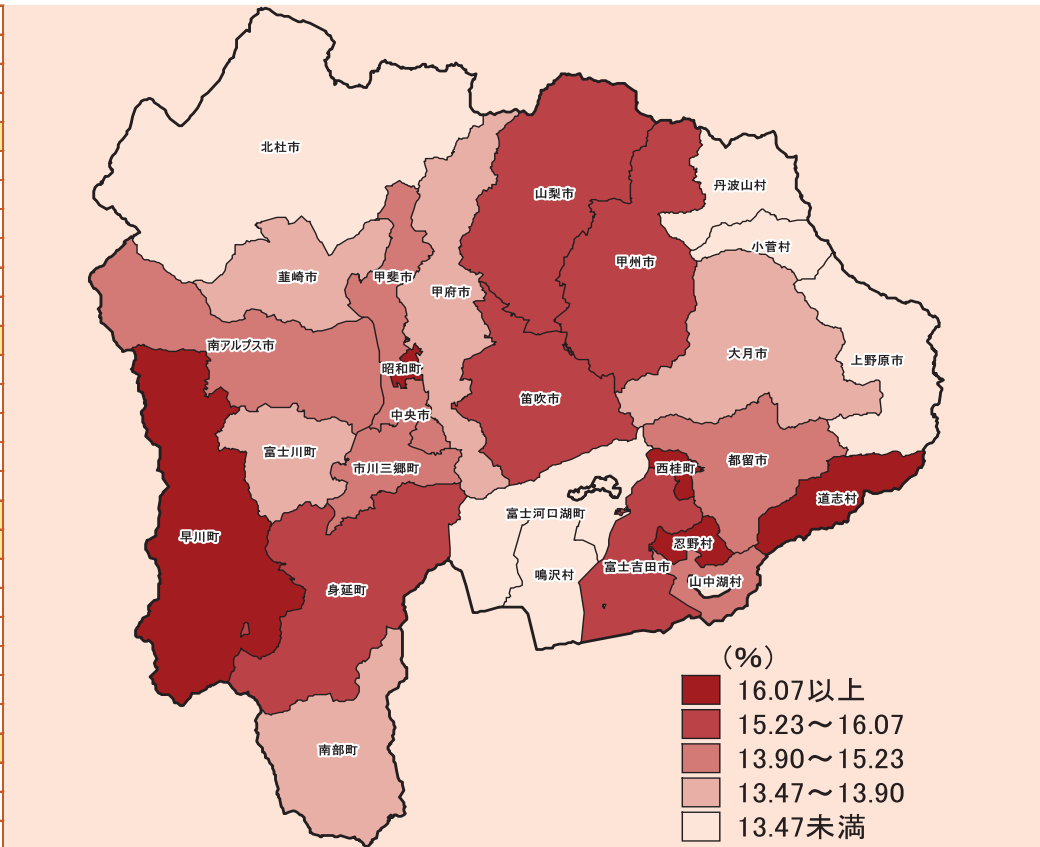 北杜市
丹波山村
山梨市
小菅村
甲州市
韮崎市
甲斐市
甲府市
南アルプス市
大月市
上野原市
昭和町
笛吹市
中央市
富士川町
市川三郷町
西桂町
都留市
道志村
富士河口湖町
早川町
忍野村
富士吉田市
鳴沢村
山中湖村
身延町
南部町
(%)
16.07以上
15.23～16.07
13.90～15.23
13.47～13.90
13.47未満